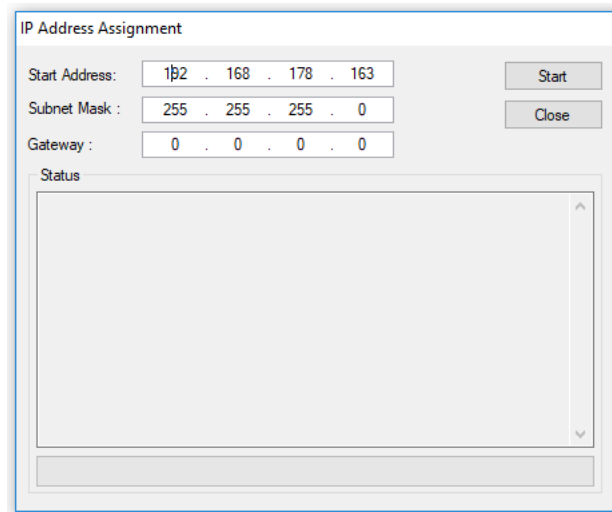 IP Address Assignment
Start Address: 192 . 168 . 178 . 163 Start
Subnet Mask : 255 . 255 . 255 . 0 Close
Gateway : 0 . 0 . 0 . 0
Status